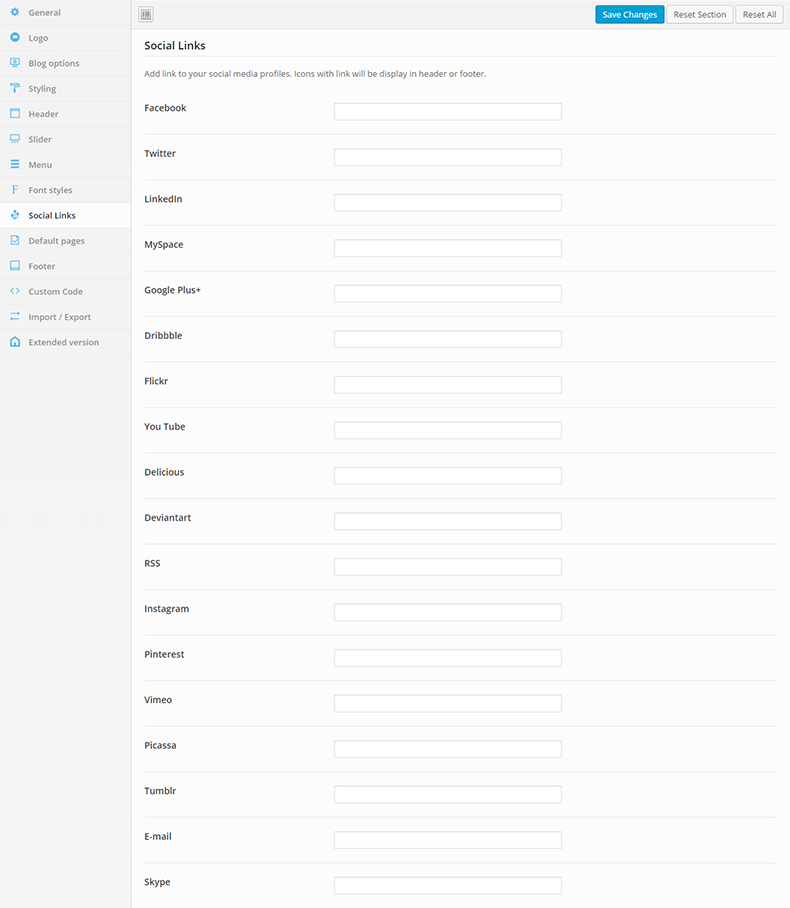 General
Logo
Blog options
Styling
Header
Slider
Menu
Font styles
Social Links
Default pages
Footer
Custom Code
Import / Export
Extended version
Save Changes Reset Section Reset All
Social Links
Add link to your social media profiles. Icons with link will be display in header or footer.
Facebook
Twitter
LinkedIn
MySpace
Google Plus+
Dribbble
Flickr
You Tube
Delicious
Deviantart
RSS
Instagram
Pinterest
Vimeo
Picassa
Tumblr
E-mail
Skype